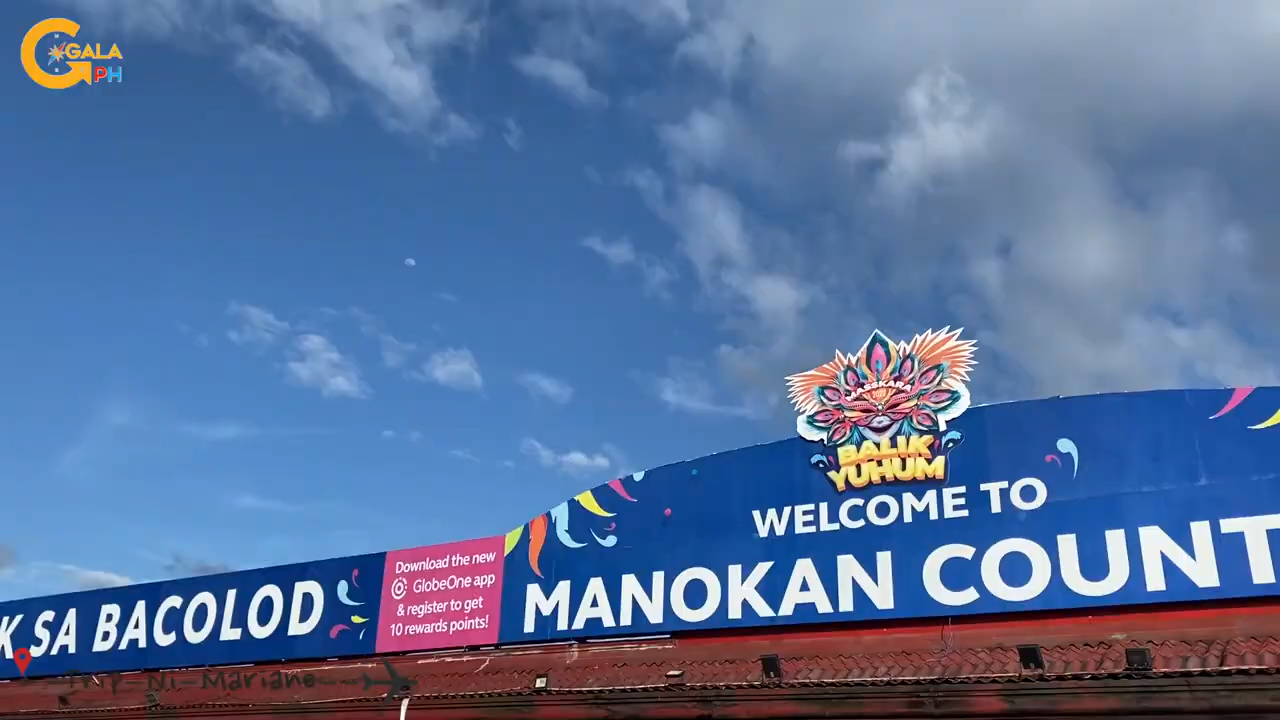 GALA
PH
MASSKARA
BALIK
YUHUM
WELCOME TO
MANOKAN COUNT
K SA BACOLOD
Download the new
GlobeOne app
& register to get
10 rewards points!
Trip-Ni-Mariane